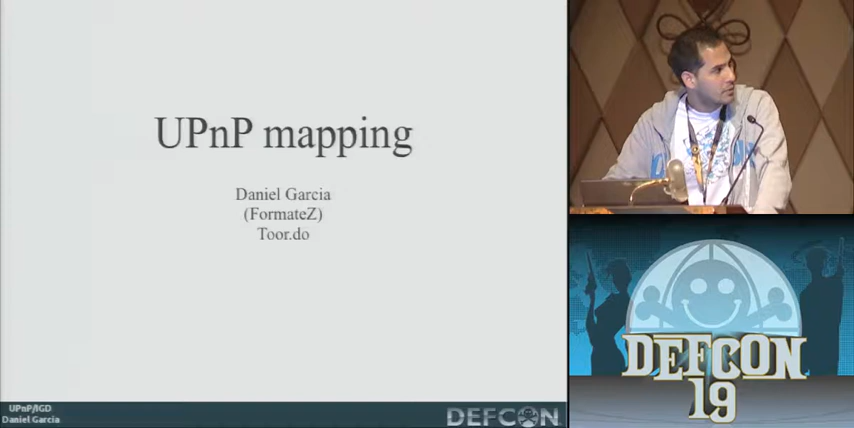 UPnP mapping
Daniel Garcia
(FormateZ)
Toor.do
UPnP/IGD
Daniel Garcia
DEFCON
DEFCON
19